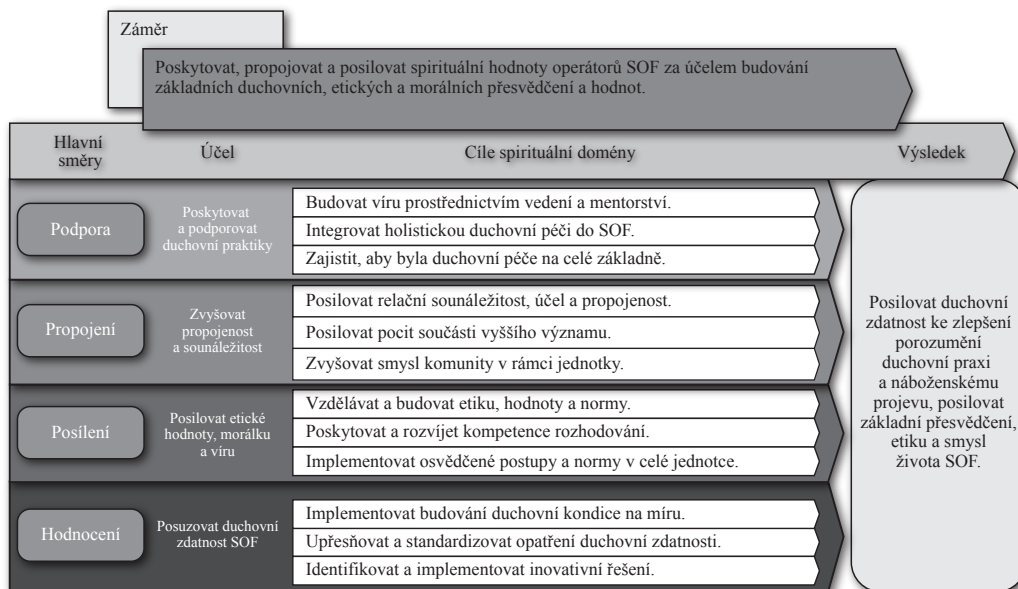 Záměr
Poskytovat, propojovat a posilovat spirituální hodnoty operátorů SOF za účelem budování
základních duchovních, etických a morálních přesvědčení a hodnot.
Hlavní
směry
Účel
Cíle spirituální domény
Výsledek
Podpora
Poskytovat
a podporovat
duchovní praktiky
Budovat víru prostřednictvím vedení a mentorství.
Integrovat holistickou duchovní péči do SOF.
Zajistit, aby byla duchovní péče na celé základně.
Propojení
Zvyšovat
propojenost
a sounáležitost
Posilovat relační sounáležitost, účel a propojenost.
Posilovat pocit součásti vyššího významu.
Zvyšovat smysl komunity v rámci jednotky.
Posílení
Posilovat etické
hodnoty, morálku
a víru
Vzdělávat a budovat etiku, hodnoty a normy.
Poskytovat a rozvíjet kompetence rozhodování.
Implementovat osvědčené postupy a normy v celé jednotce.
Hodnocení
Posuzovat duchovní
zdatnost SOF
Implementovat budování duchovní kondice na míru.
Upřesňovat a standardizovat opatření duchovní zdatnosti.
Identifikovat a implementovat inovativní řešení.
Posilovat duchovní
zdatnost ke zlepšení
porozumění
duchovní praxi
a náboženskému
projevu, posilovat
základní přesvědčení,
etiku a smysl
života SOF.